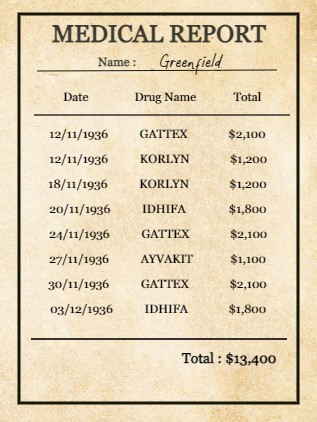 MEDICAL REPORT
Name : Greenfield
Date Drug Name Total
12/11/1936 GATTEX $2,100
12/11/1936 KORLYN $1,200
18/11/1936 KORLYN $1,200
20/11/1936 IDHIFA $1,800
24/11/1936 GATTEX $2,100
27/11/1936 AYVAKIT $1,100
30/11/1936 GATTEX $2,100
03/12/1936 IDHIFA $1,800
Total : $13,400